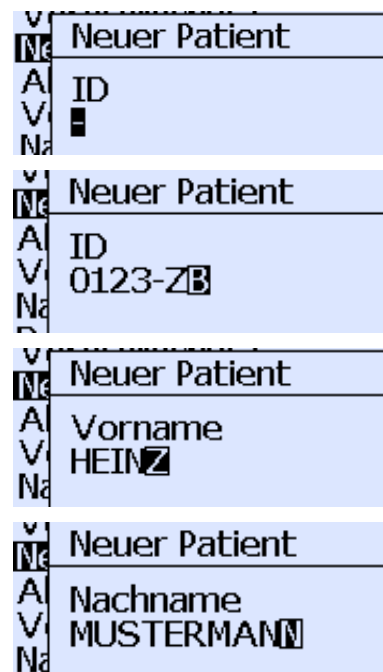 Neuer Patient
ID
-
Neuer Patient
ID
0123-ZB
Neuer Patient
Vorname
HEINZ
Neuer Patient
Nachname
MUSTERMANN